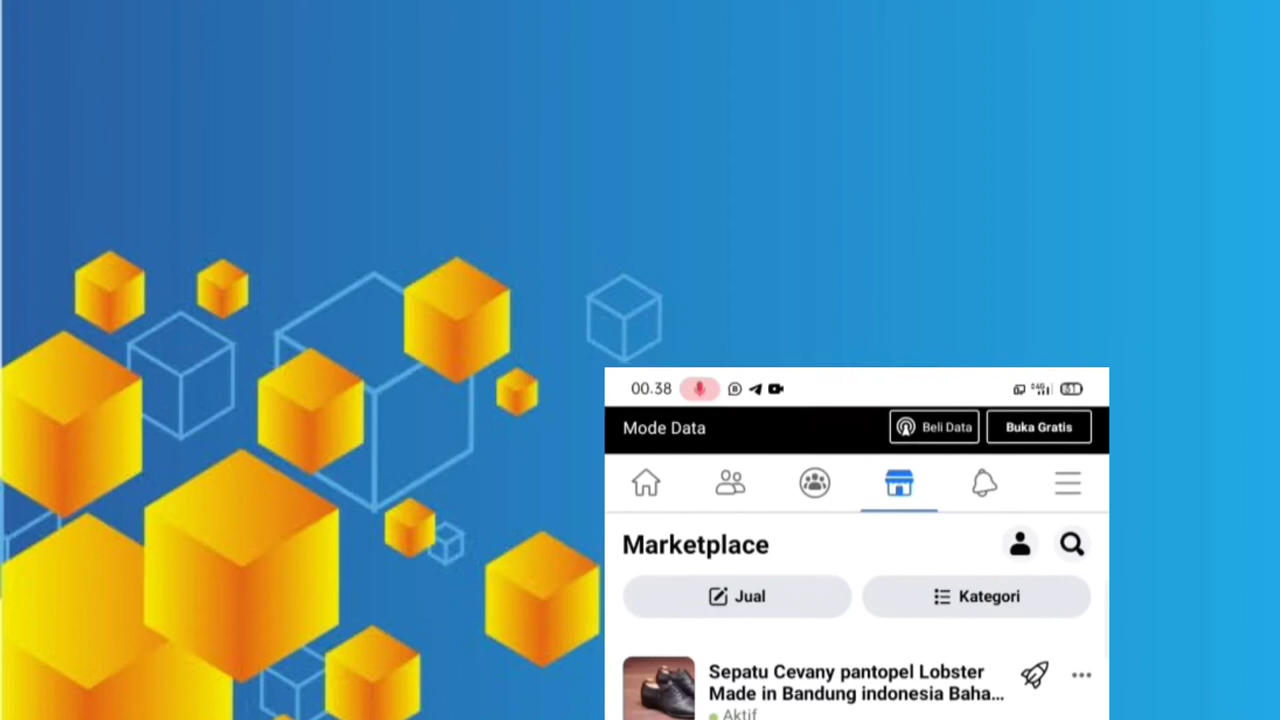 00.38
Mode Data
Beli Data
Buka Gratis
Marketplace
Jual
Kategori
Sepatu Cevany pantopel Lobster
Made in Bandung indonesia Baha...
Aktif